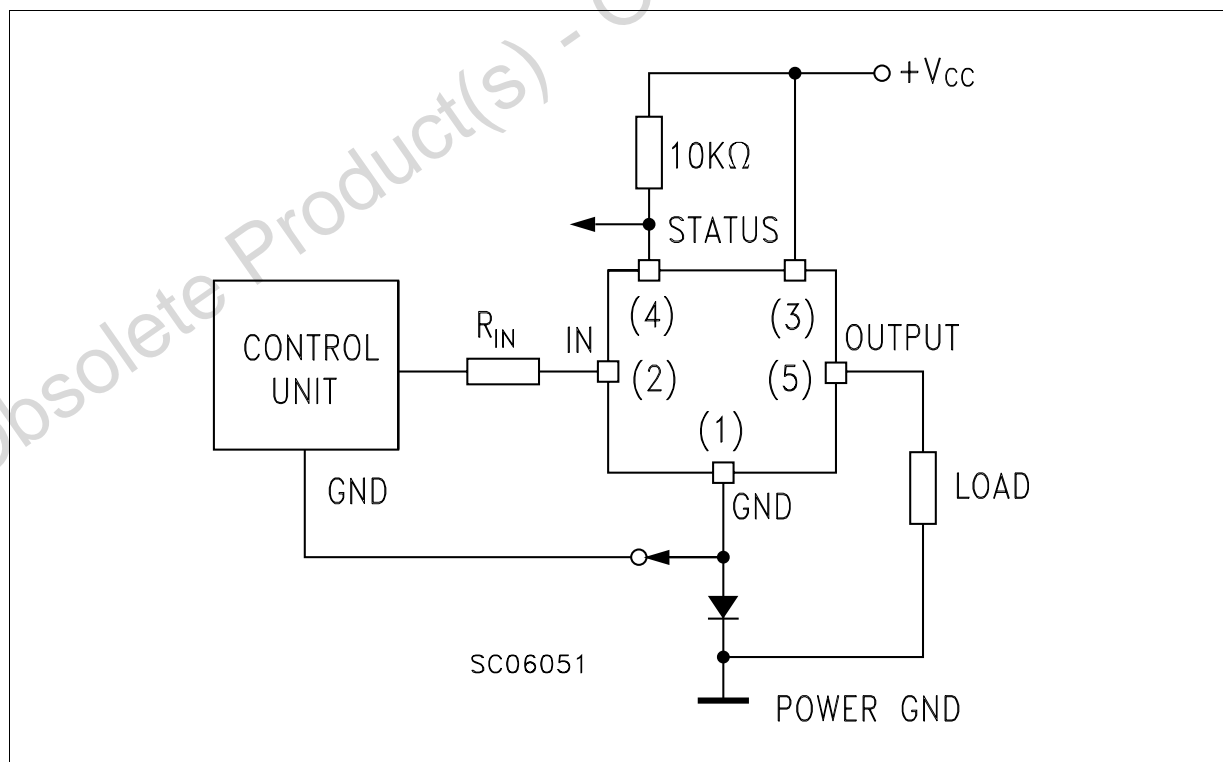 Obsolete Product(s) - O
+VCC
10KΩ
STATUS
(4)
(3)
CONTROL
UNIT
RIN
IN
OUTPUT
(2)
(5)
(1)
GND
GND
LOAD
SC06051
POWER GND